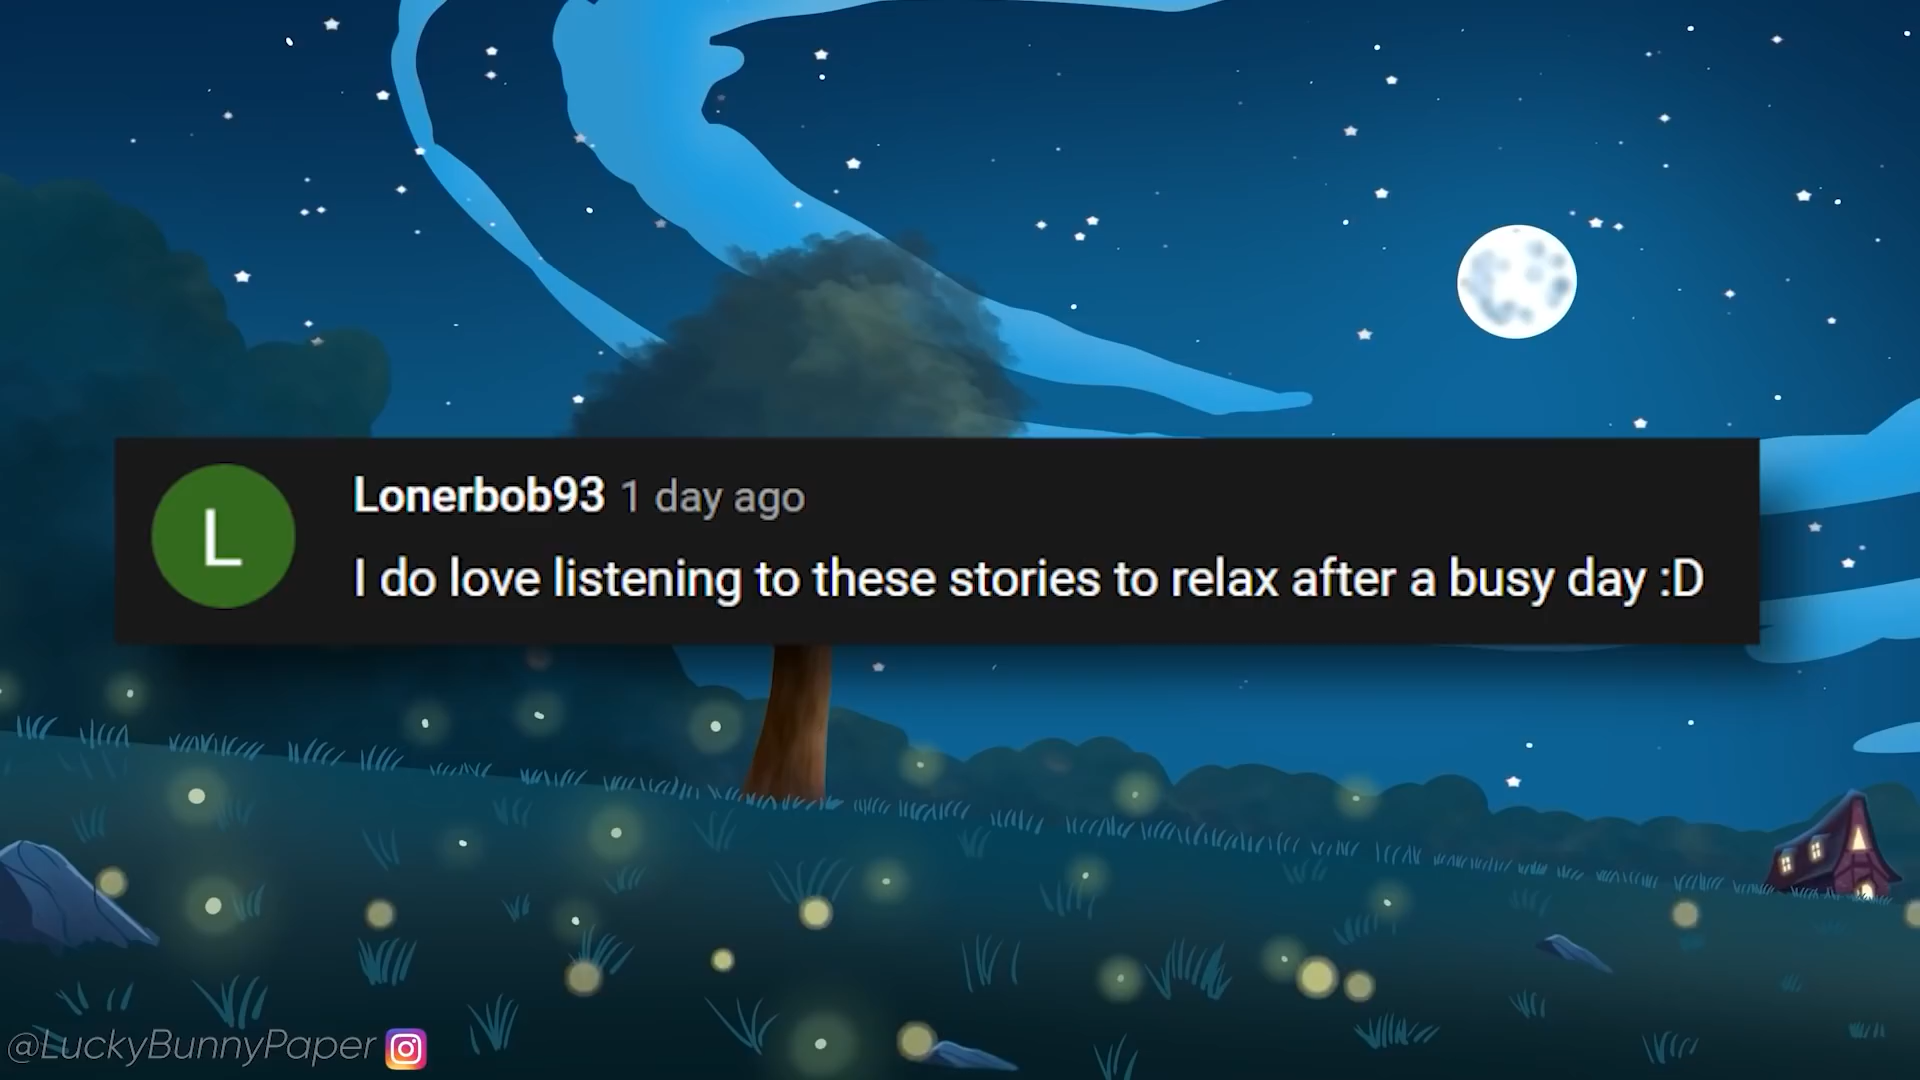 Lonerbob93 1 day ago
L
I do love listening to these stories to relax after a busy day :D
@LuckyBunnyPaper